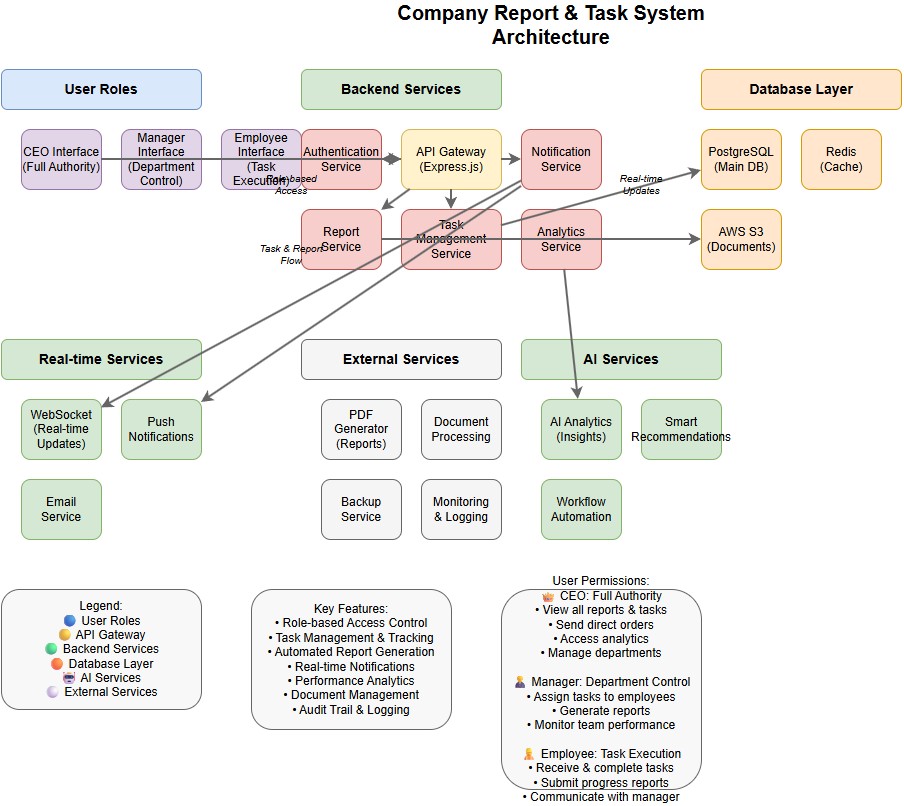 Company Report & Task System
Architecture
User Roles
Backend Services
Database Layer
CEO Interface
(Full Authority)
Manager
Interface
(Department
Control)
Employee
Interface
(Task
Execution)
Authentication
Service
API Gateway
(Express.js)
Notification
Service
PostgreSQL
(Main DB)
Redis
(Cache)
Role-based
Access
Real-time
Updates
Report
Service
Task
Management
Service
Analytics
Service
AWS S3
(Documents)
Task & Report
Flow
Real-time Services
External Services
AI Services
WebSocket
(Real-time
Updates)
Push
Notifications
PDF
Generator
(Reports)
Document
Processing
AI Analytics
(Insights)
Smart
Recommendations
Email
Service
Backup
Service
Monitoring
& Logging
Workflow
Automation
Legend:
User Roles
API Gateway
Backend Services
Database Layer
AI Services
External Services
Key Features:
• Role-based Access Control
• Task Management & Tracking
• Automated Report Generation
• Real-time Notifications
• Performance Analytics
• Document Management
• Audit Trail & Logging
User Permissions:
CEO: Full Authority
• View all reports & tasks
• Send direct orders
• Access analytics
• Manage departments
Manager: Department Control
• Assign tasks to employees
• Generate reports
• Monitor team performance
Employee: Task Execution
• Receive & complete tasks
• Submit progress reports
• Communicate with manager